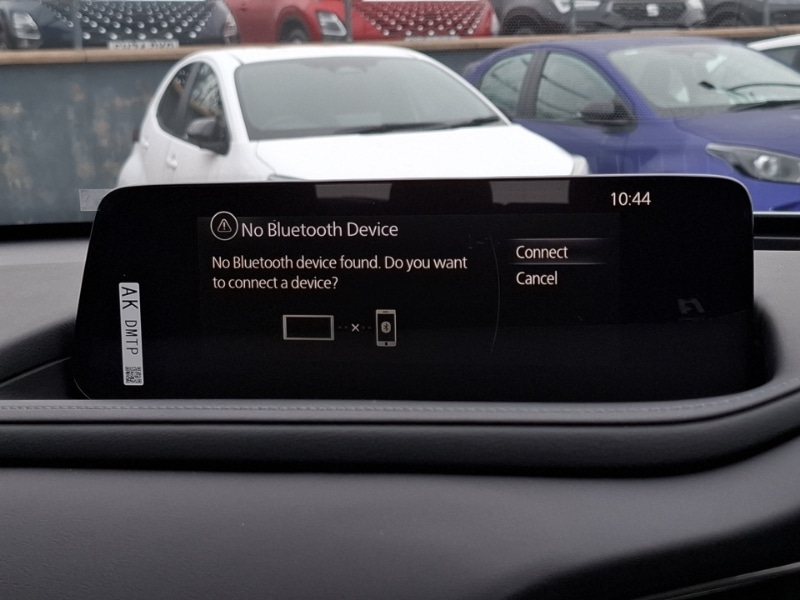 10:44
No Bluetooth Device
No Bluetooth device found. Do you want
to connect a device?
Connect
Cancel
AK DMTP